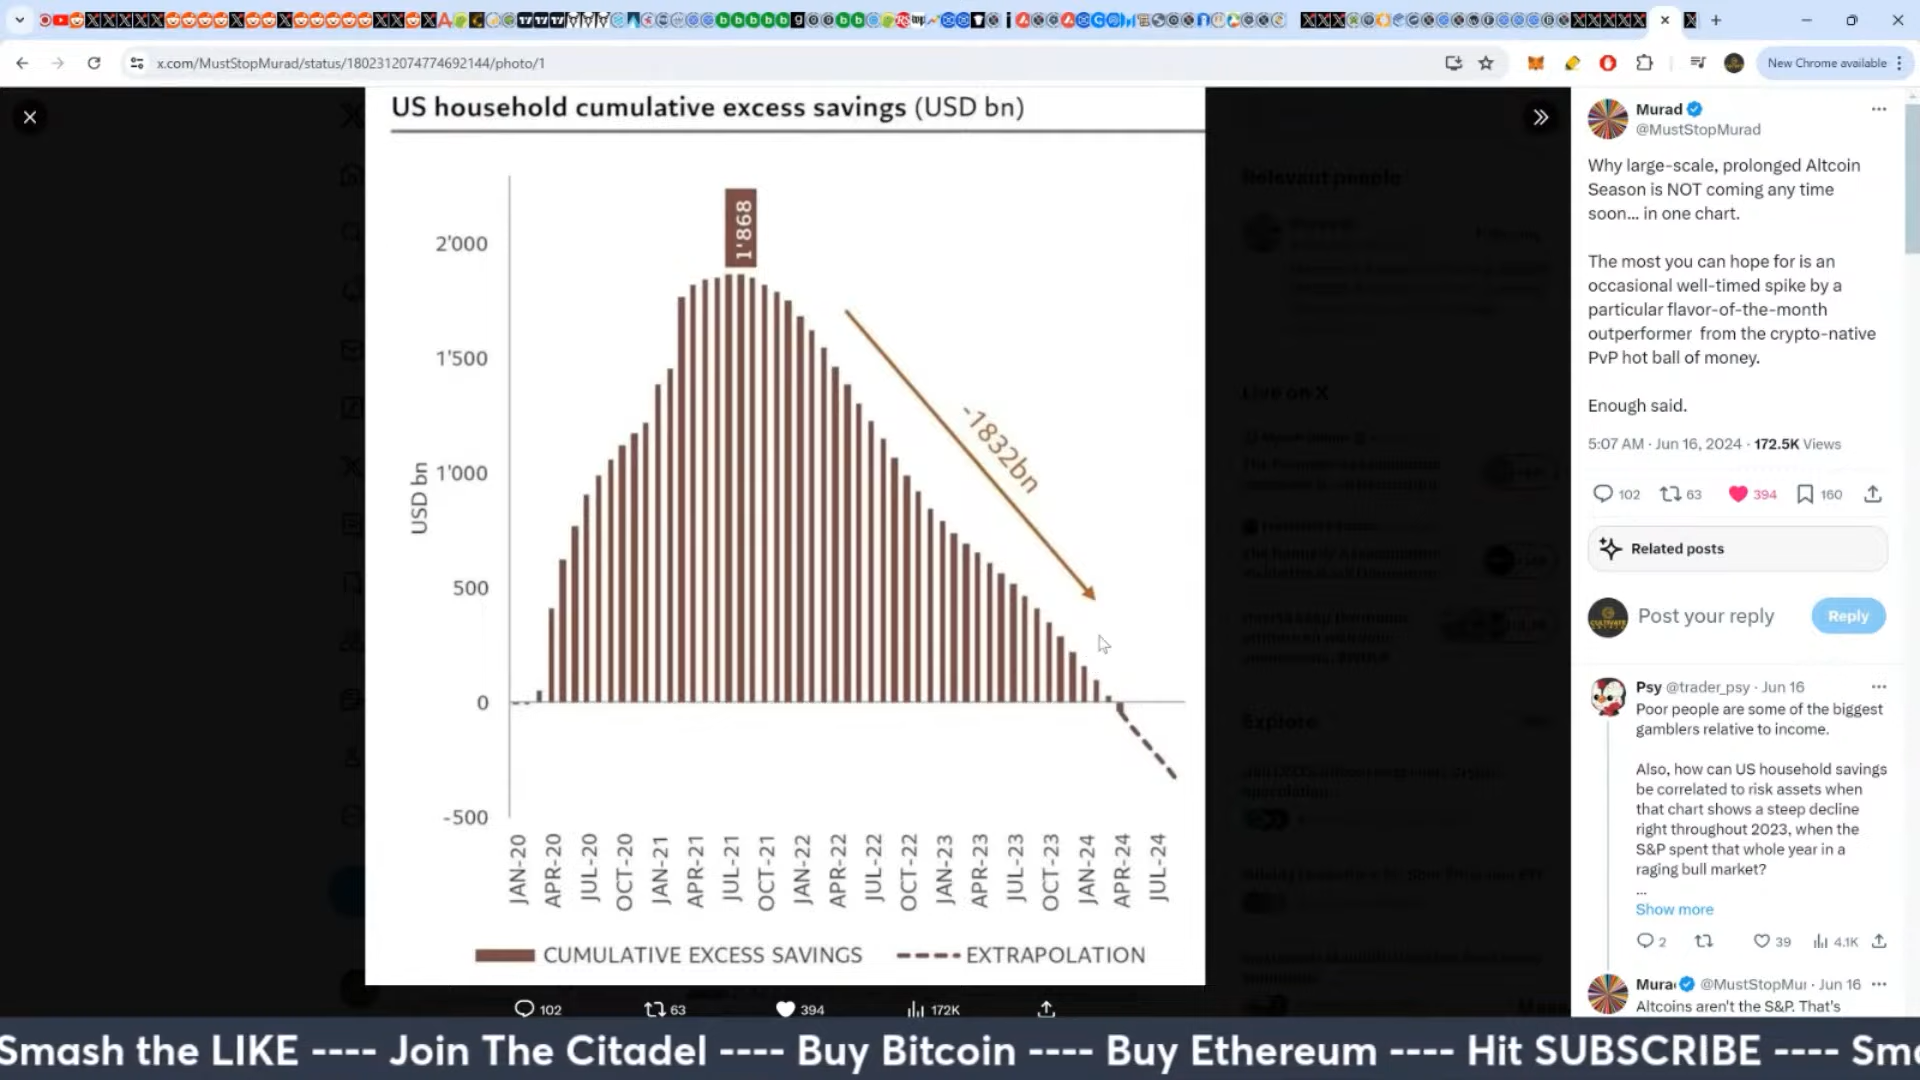 x.com/MustStopMurad/status/1802312074774692144/photo/1
New Chrome available
US household cumulative excess savings (USD bn)
1'868
2'000
1'500
1'000
500
0
-500
USD bn
-1832bn
JAN-20
APR-20
JUL-20
OCT-20
JAN-21
APR-21
JUL-21
OCT-21
JAN-22
APR-22
JUL-22
OCT-22
JAN-23
APR-23
JUL-23
OCT-23
JAN-24
APR-24
JUL-24
CUMULATIVE EXCESS SAVINGS
EXTRAPOLATION
102
63
394
172K
Relevant people
Live on X
Explore
Murad
@MustStopMurad
Why large-scale, prolonged Altcoin
Season is NOT coming any time
soon... in one chart.
The most you can hope for is an
occasional well-timed spike by a
particular flavor-of-the-month
outperformer from the crypto-native
PvP hot ball of money.
Enough said.
5:07 AM · Jun 16, 2024 · 172.5K Views
102
63
394
160
Related posts
Post your reply
Reply
Psy @trader_psy · Jun 16
Poor people are some of the biggest
gamblers relative to income.
Also, how can US household savings
be correlated to risk assets when
that chart shows a steep decline
right throughout 2023, when the
S&P spent that whole year in a
raging bull market?
...
Show more
2
39
4.1K
Mura @MustStopMu · Jun 16
Altcoins aren't the S&P. That's
Smash the LIKE ---- Join The Citadel ---- Buy Bitcoin ---- Buy Ethereum ---- Hit SUBSCRIBE ---- Sm